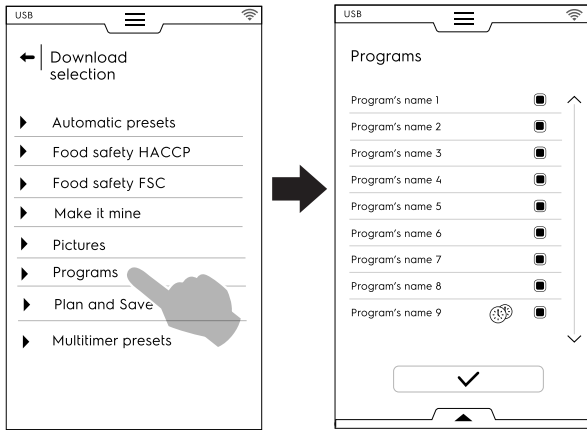 USB
Download
selection
Automatic presets
Food safety HACCP
Food safety FSC
Make it mine
Pictures
Programs
Plan and Save
Multitimer presets
USB
Programs
Program's name 1
Program's name 2
Program's name 3
Program's name 4
Program's name 5
Program's name 6
Program's name 7
Program's name 8
Program's name 9